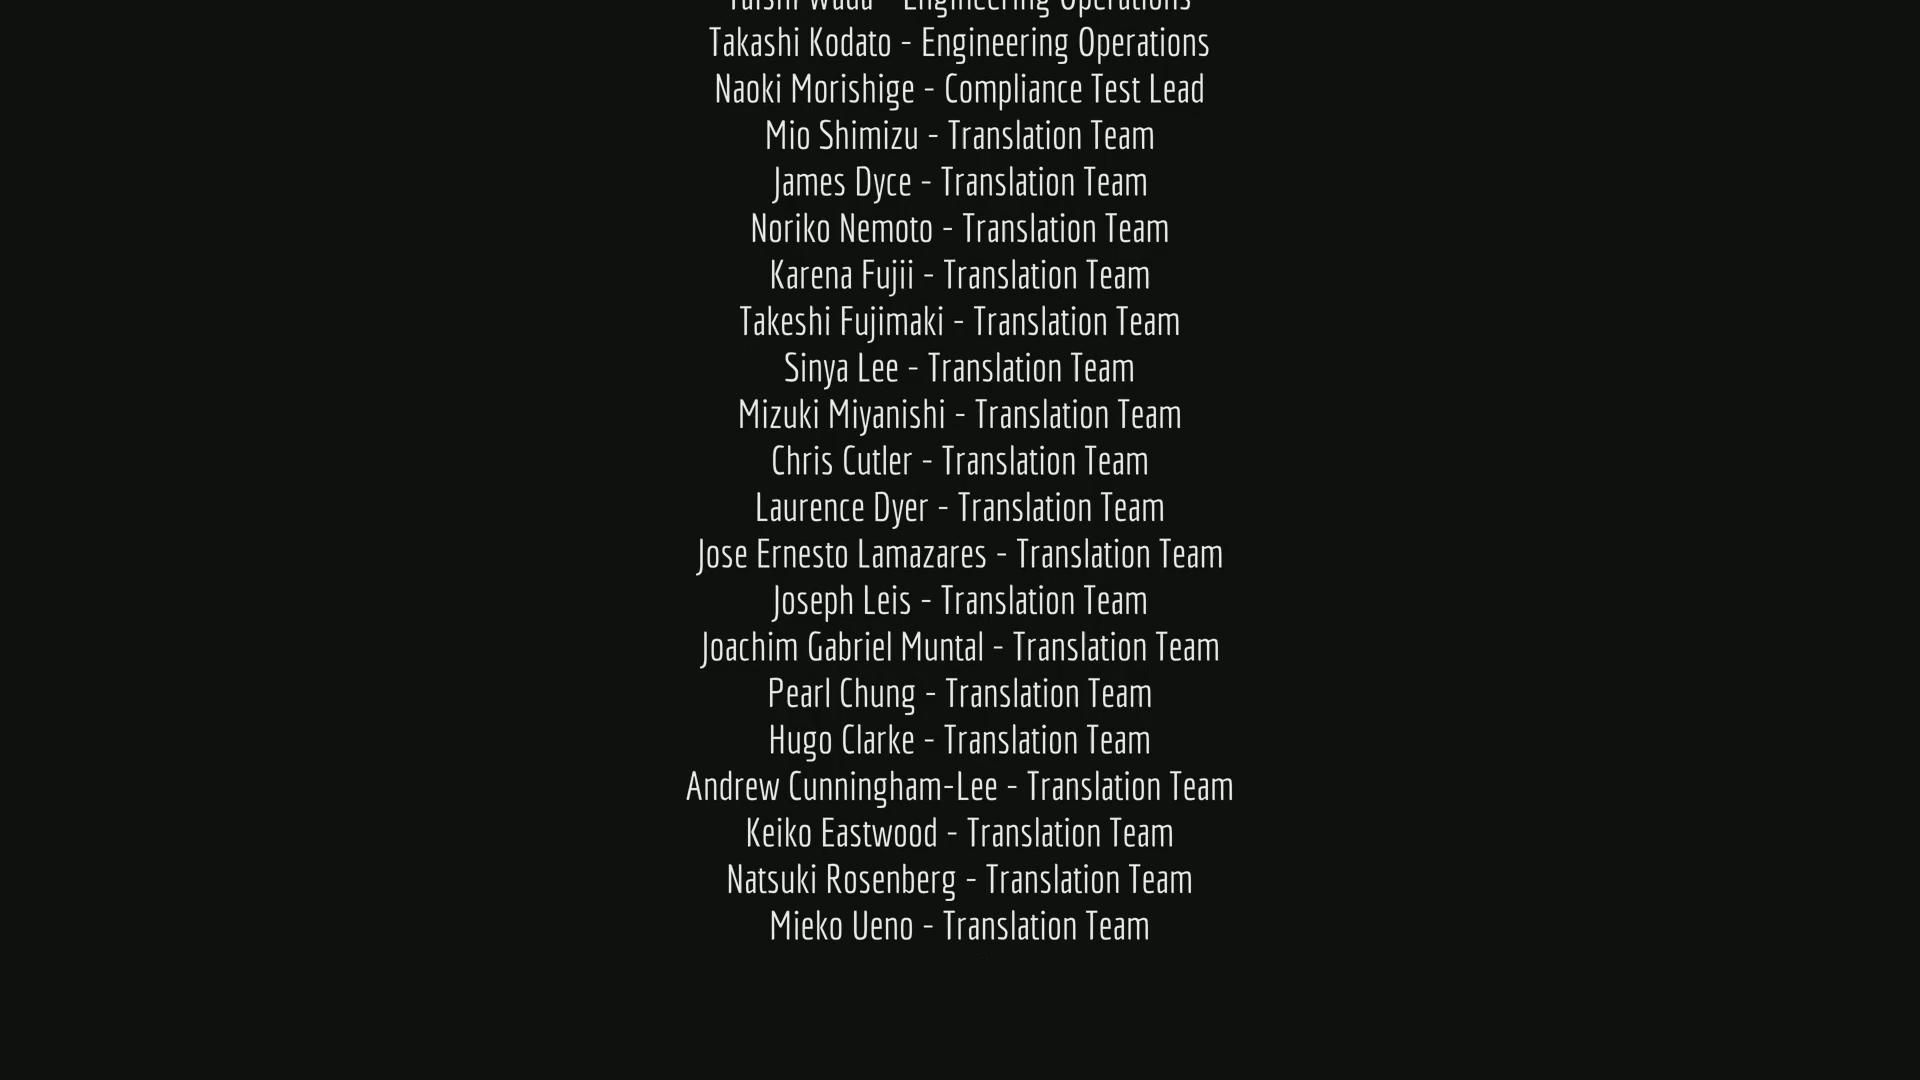 Engineering Operations
Takashi Kodato - Engineering Operations
Naoki Morishige - Compliance Test Lead
Mio Shimizu - Translation Team
James Dyce - Translation Team
Noriko Nemoto - Translation Team
Karena Fujii - Translation Team
Takeshi Fujimaki - Translation Team
Sinya Lee - Translation Team
Mizuki Miyanishi - Translation Team
Chris Cutler - Translation Team
Laurence Dyer - Translation Team
Jose Ernesto Lamazares - Translation Team
Joseph Leis - Translation Team
Joachim Gabriel Muntal - Translation Team
Pearl Chung - Translation Team
Hugo Clarke - Translation Team
Andrew Cunningham-Lee - Translation Team
Keiko Eastwood - Translation Team
Natsuki Rosenberg - Translation Team
Mieko Ueno - Translation Team